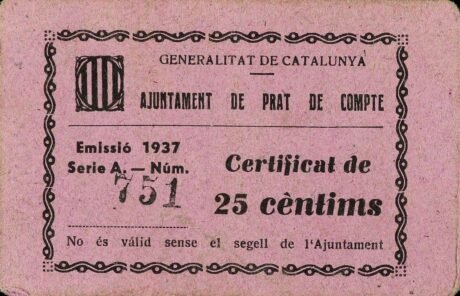 GENERALITAT DE CATALUNYA
AJUNTAMENT DE PRAT DE COMPTE
Emissió 1937
Serie A. — Núm.
751
Certificat de
25 cèntims
No és válid sense el segell de l'Ajuntament